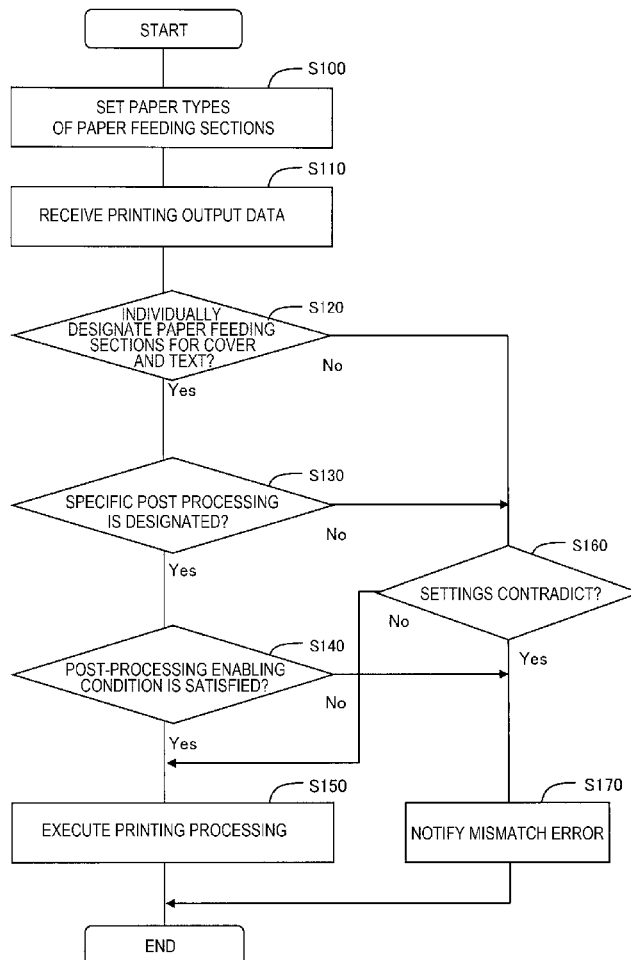 START
S100
SET PAPER TYPES
OF PAPER FEEDING SECTIONS
S110
RECEIVE PRINTING OUTPUT DATA
S120
INDIVIDUALLY
DESIGNATE PAPER FEEDING
SECTIONS FOR COVER
AND TEXT?
No
Yes
S130
SPECIFIC POST PROCESSING
IS DESIGNATED?
No
Yes
S160
SETTINGS CONTRADICT?
No
Yes
S140
POST-PROCESSING ENABLING
CONDITION IS SATISFIED?
No
Yes
S150
EXECUTE PRINTING PROCESSING
S170
NOTIFY MISMATCH ERROR
END